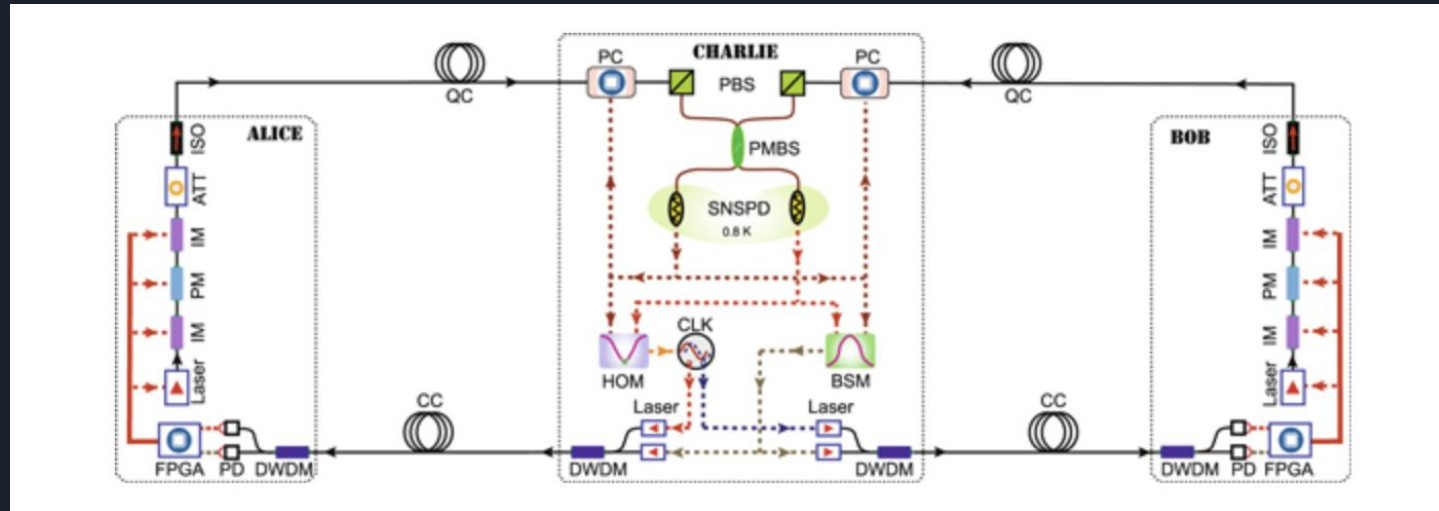 ALICE
ISO
ATT
IM
PM
IM
Laser
FPGA
PD
DWDM
QC
CC
CHARLIE
PC
PBS
PC
PMBS
SNSPD
0.8 K
HOM
CLK
BSM
Laser
Laser
DWDM
DWDM
QC
CC
BOB
ISO
ATT
IM
PM
IM
Laser
DWDM
PD
FPGA